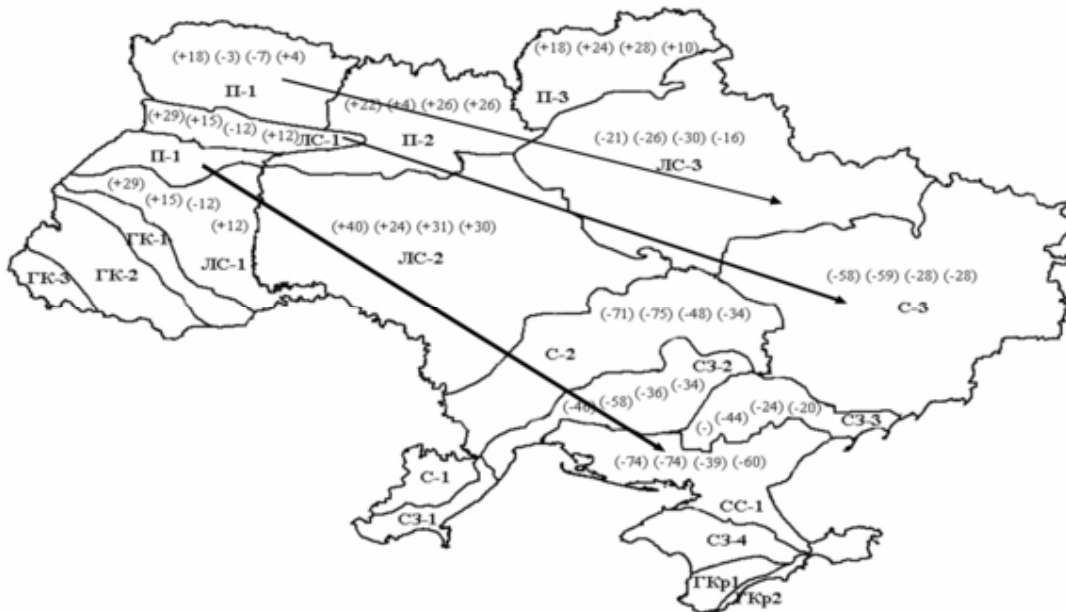 (+18) (-3) (-7) (+4)
П-1
(+18) (+24) (+28) (+10)
П-3
(+22) (+4) (+26) (+26)
П-2
(+29) (+15) (-12) (+12) ЛС-1
(-21) (-26) (-30) (-16)
ЛС-3
П-1
(+29) (+15) (-12) (+12)
ЛС-1
ГК-1
ГК-2
ГК-3
(+40) (+24) (+31) (+30)
ЛС-2
(-58) (-59) (-28) (-28)
С-3
(-71) (-75) (-48) (-34)
С-2
СЗ-2
(-46) (-58) (-36) (-34)
(-) (-44) (-24) (-20)
СЗ-3
(-74) (-74) (-39) (-60)
СС-1
С-1
СЗ-1
СЗ-4
ГКр1
ГКр2